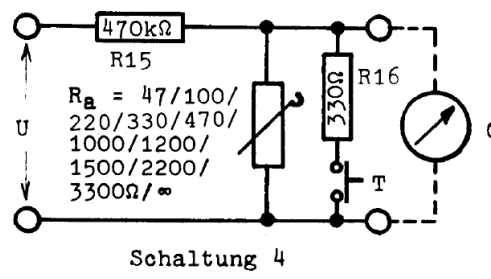 470kΩ
R15
R16
330Ω
Ra = 47/100/
220/330/470/
1000/1200/
1500/2200/
3300Ω/∞
U
T
G
Schaltung 4